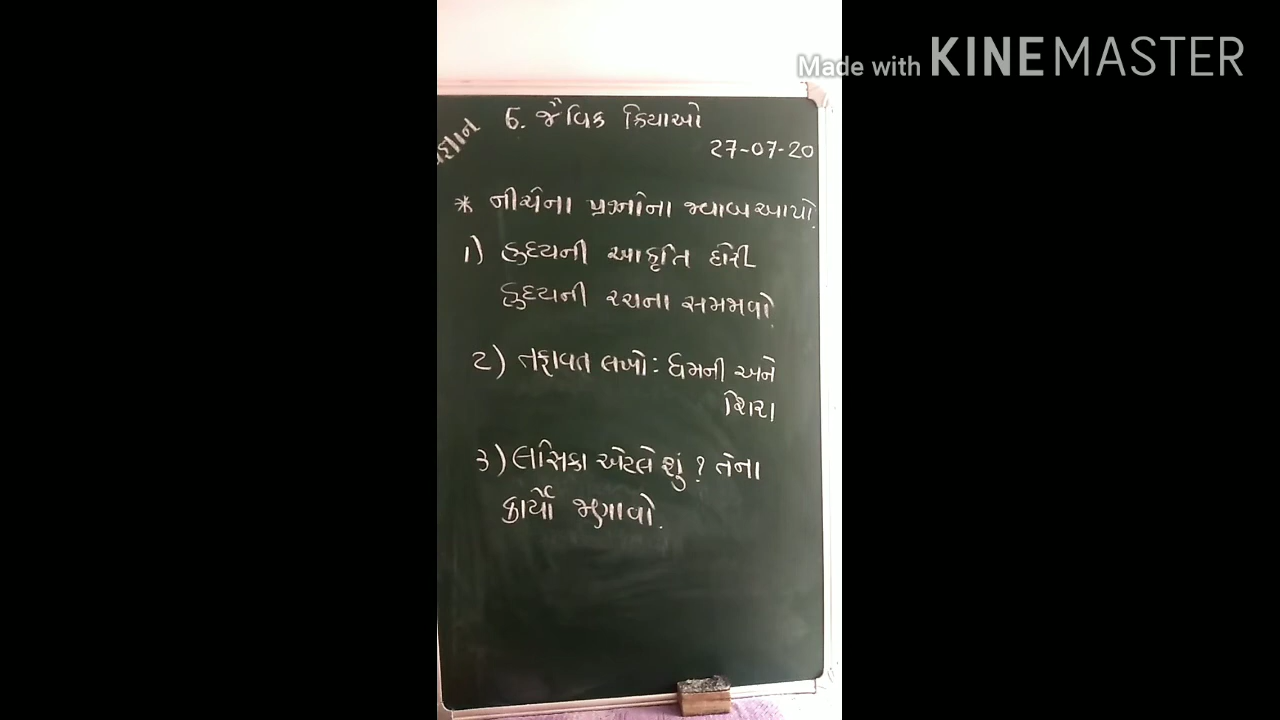 Made with KINEMASTER
6. જૈવિક ક્રિયાઓ
27-07-20
* નીચેના પ્રશ્નોના જવાબ આપો.
1) હૃદયની આકૃતિ દોરી
હૃદયની રચના સમજાવો.
2) તફાવત લખો: ધમની અને
શિરા
3) લસિકા એટલે શું? તેના
કાર્યો જણાવો.